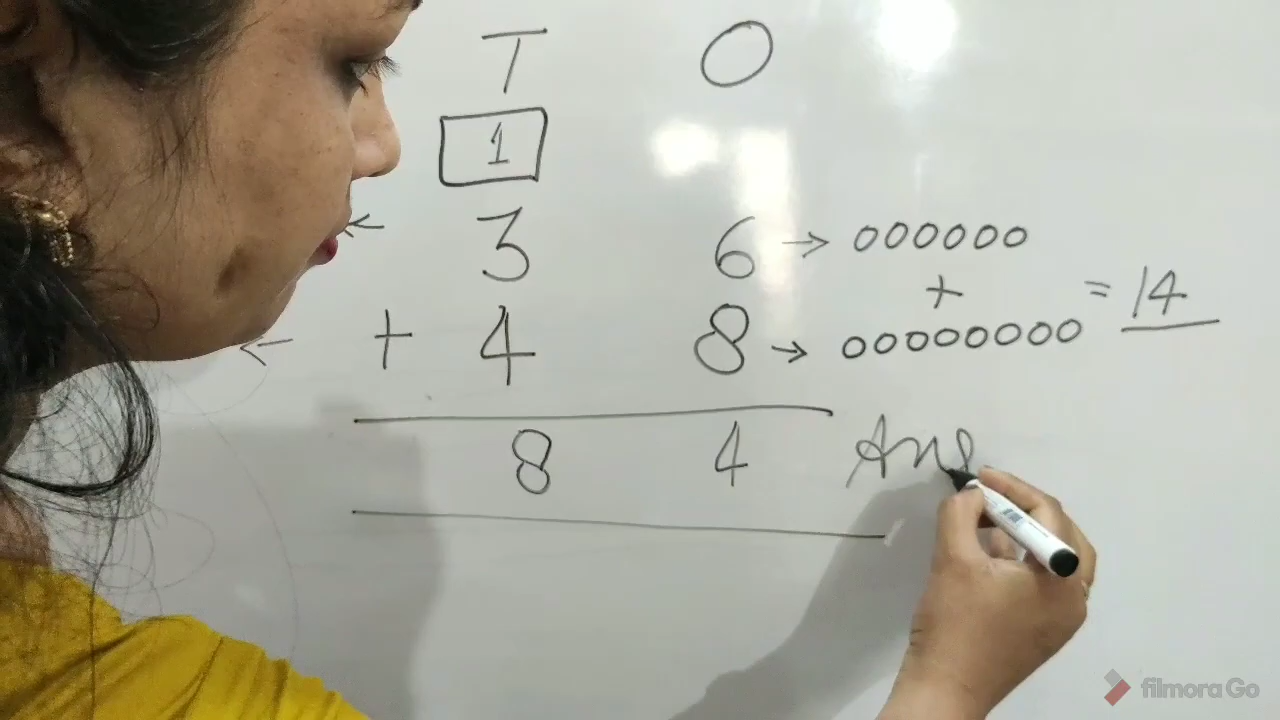 T O
1
← 3 6 → 000000
+ = 14
← + 4 8 → 00000000
8 4 Ans
filmora Go